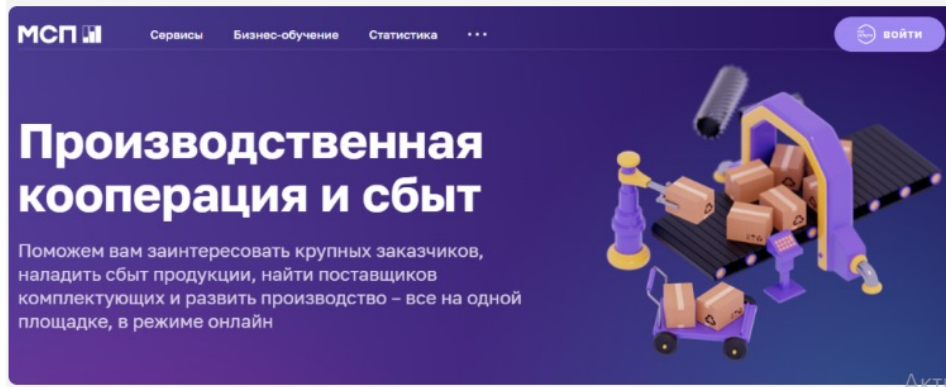 МСП
Сервисы Бизнес-обучение Статистика ••• ВОЙТИ
Производственная
кооперация и сбыт
Поможем вам заинтересовать крупных заказчиков,
наладить сбыт продукции, найти поставщиков
комплектующих и развить производство – все на одной
площадке, в режиме онлайн